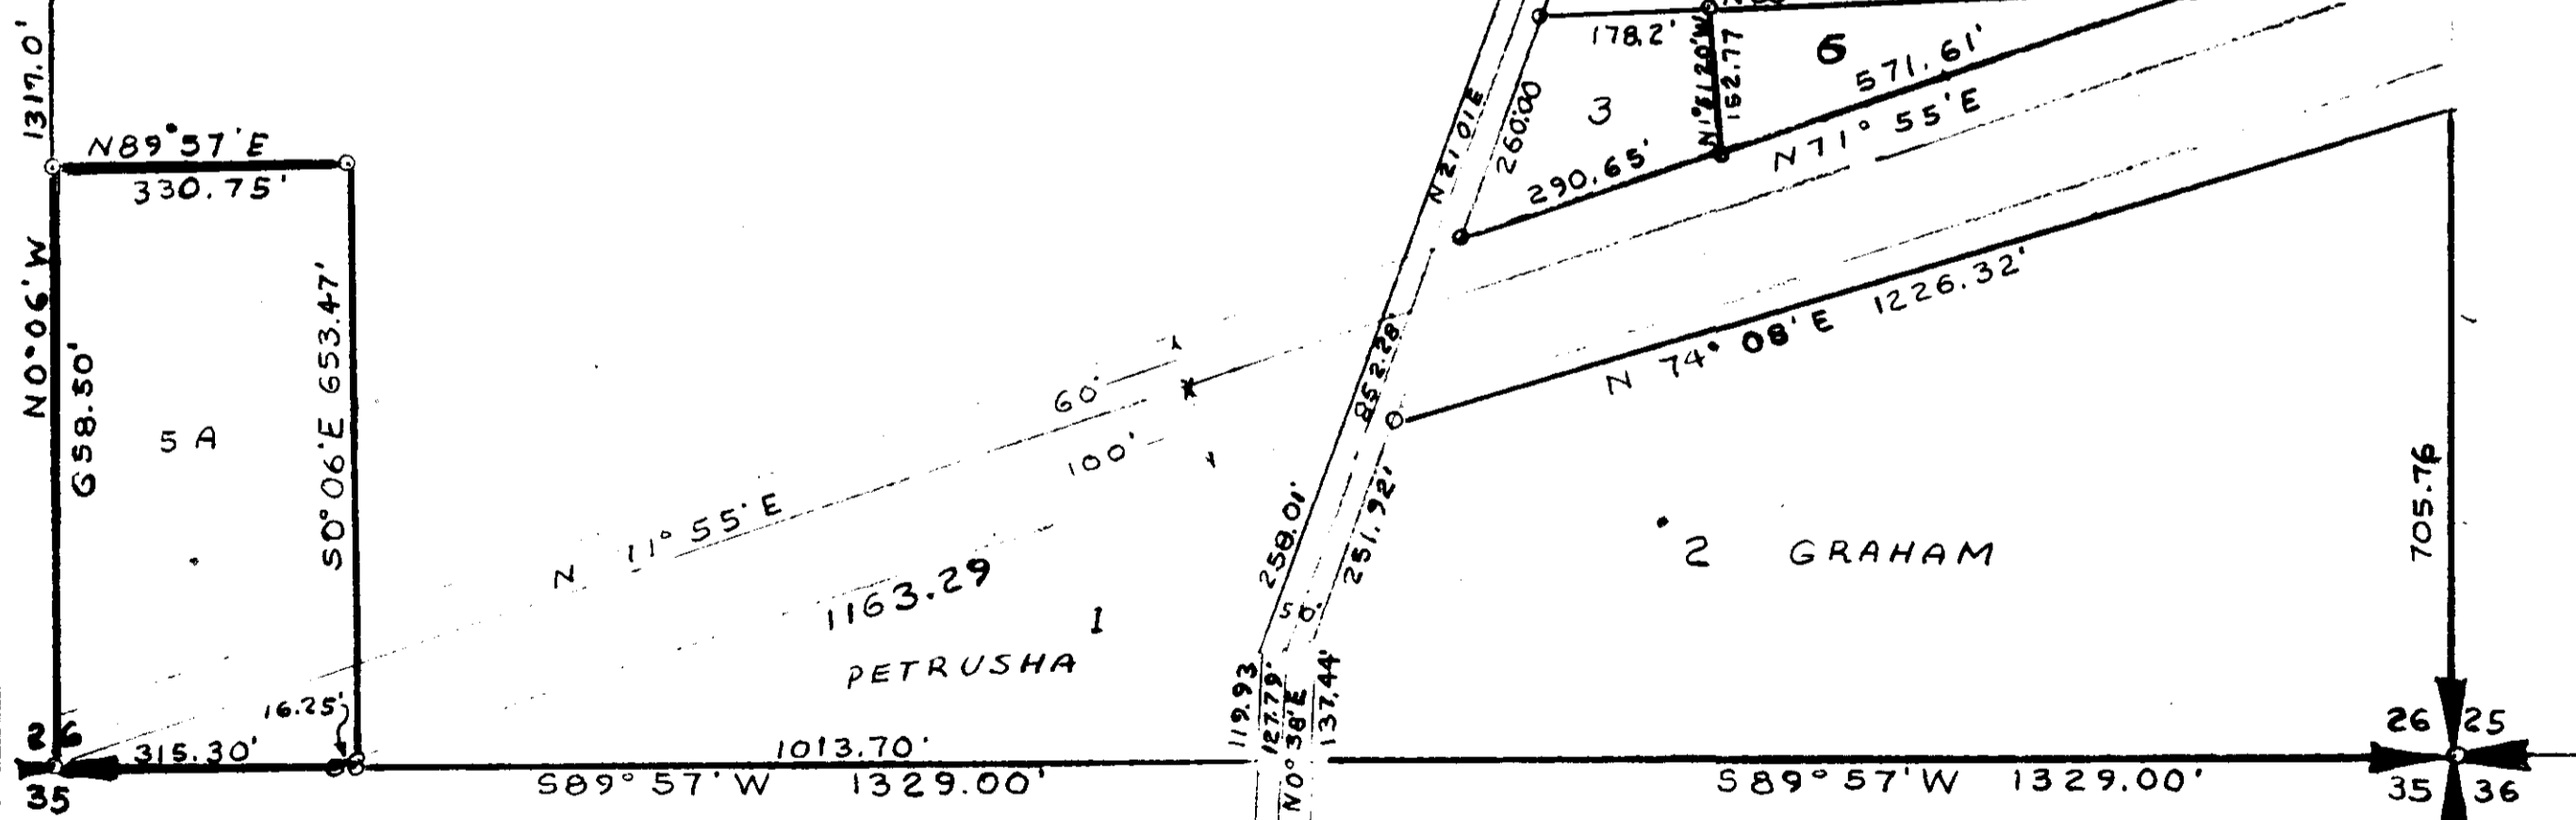 1317.0'
N89°57'E
330.75'
N0°06'W
658.50'
S0°06'E 653.47'
5 A
N 71° 55' E
60'
100'
1163.29
1
PETRUSHA
16.25'
315.30'
1013.70'
S89°57'W 1329.00'
26
35
178.2'
N 21 01 E
260.00
3
152.77
6
571.61'
290.65'
N 71° 55' E
N 74° 08' E 1226.32'
852.28'
258.01'
251.92'
50'
119.93
127.79'
N0°38'E
137.44'
2 GRAHAM
705.76
S89°57'W 1329.00'
26 25
35 36